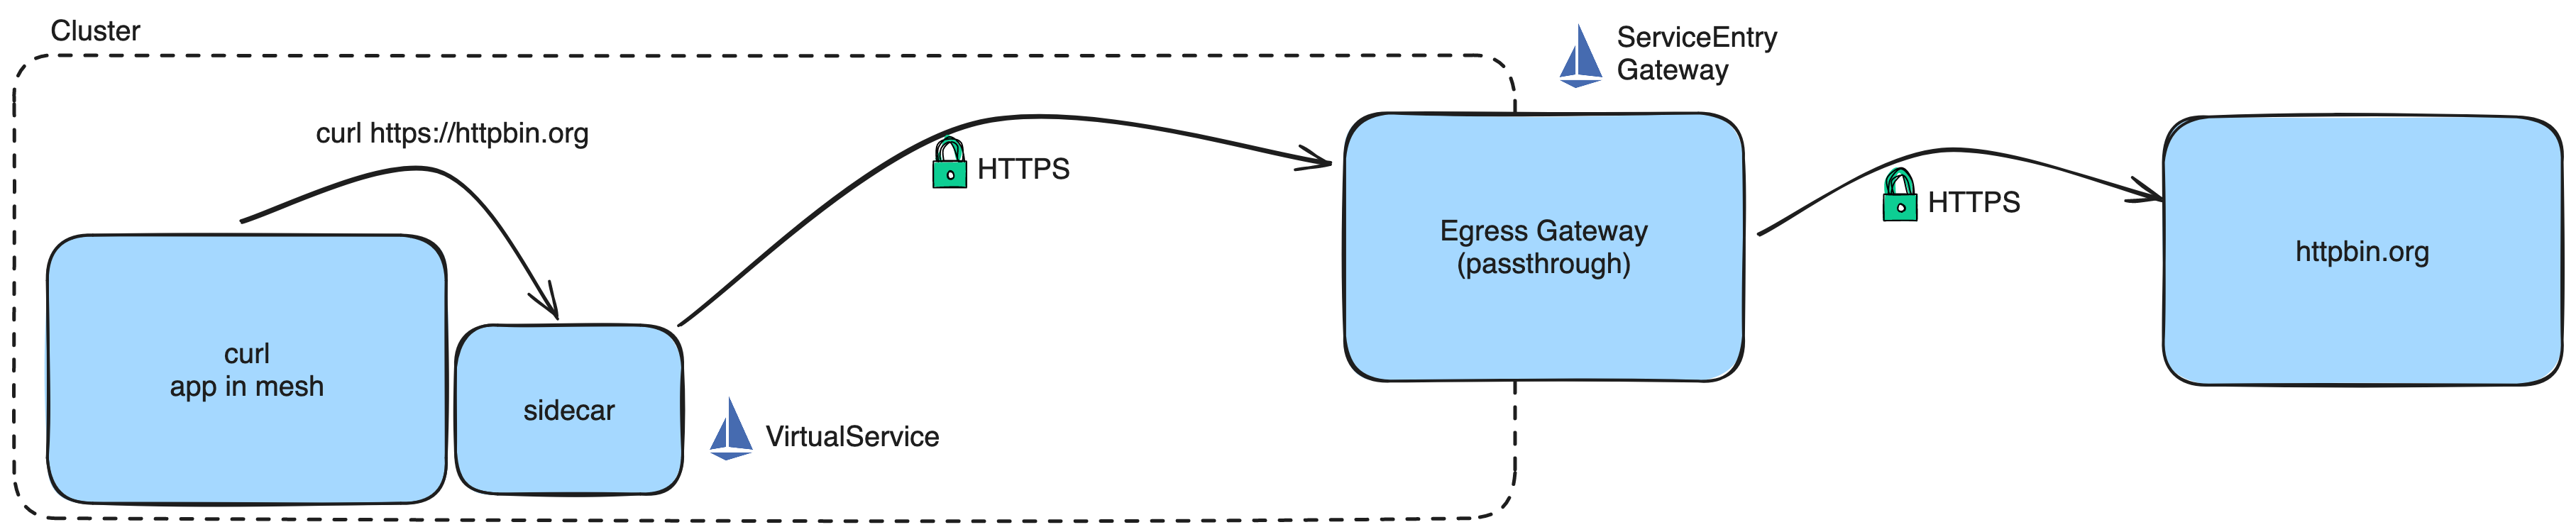 Cluster
ServiceEntry
Gateway
curl https://httpbin.org
HTTPS
HTTPS
Egress Gateway
(passthrough)
httpbin.org
curl
app in mesh
sidecar
VirtualService